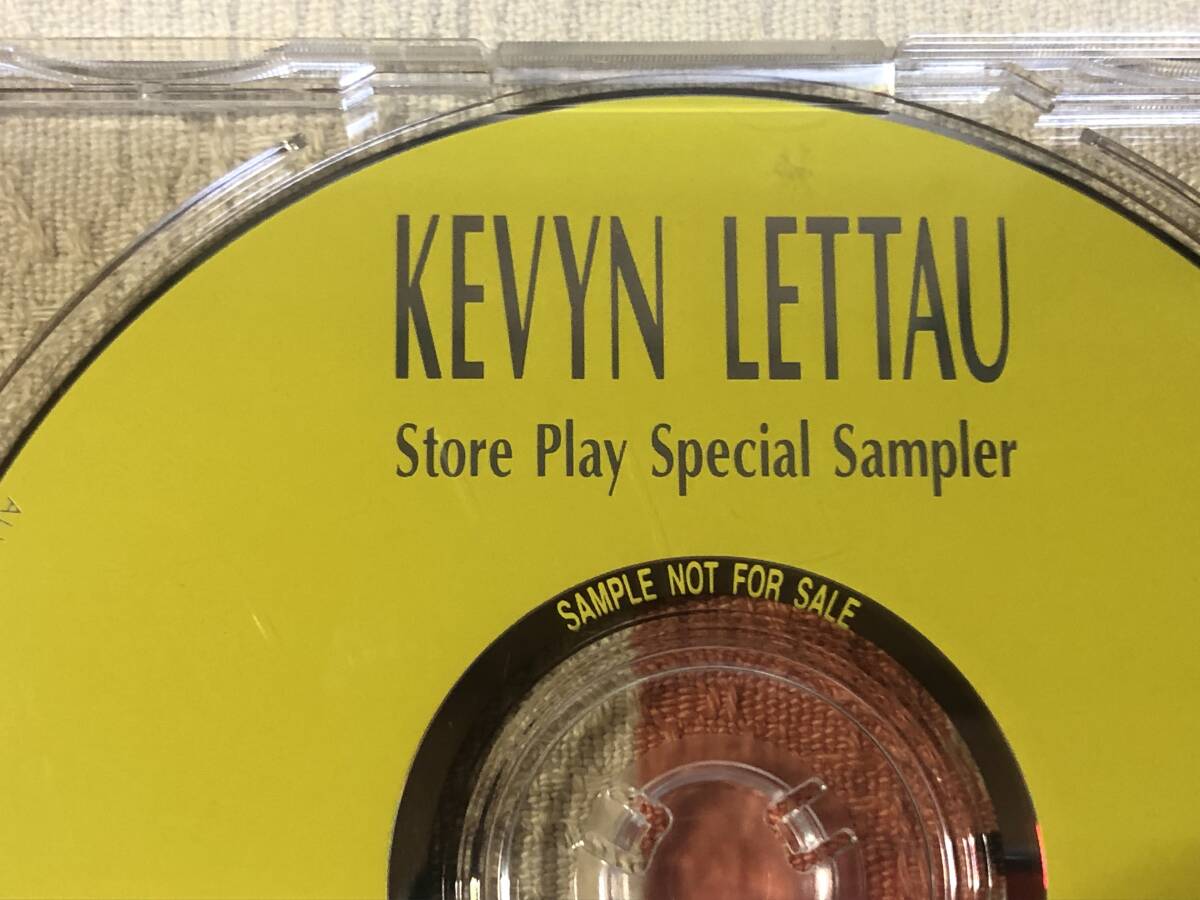 KEVYN LETTAU
Store Play Special Sampler
SAMPLE NOT FOR SALE